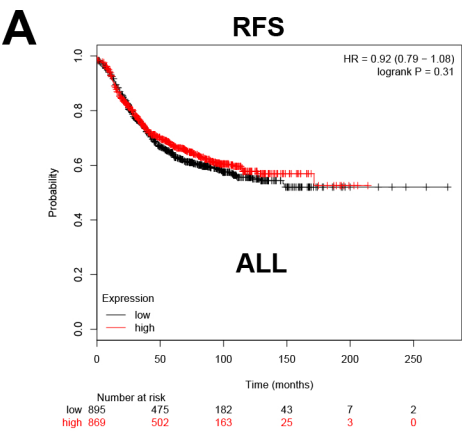 A
RFS
HR = 0.92 (0.79 − 1.08)
logrank P = 0.31
Probability
1.0
0.8
0.6
0.4
0.2
0.0
ALL
Expression
low
high
0 50 100 150 200 250
Time (months)
Number at risk
low 895 475 182 43 7 2
high 869 502 163 25 3 0